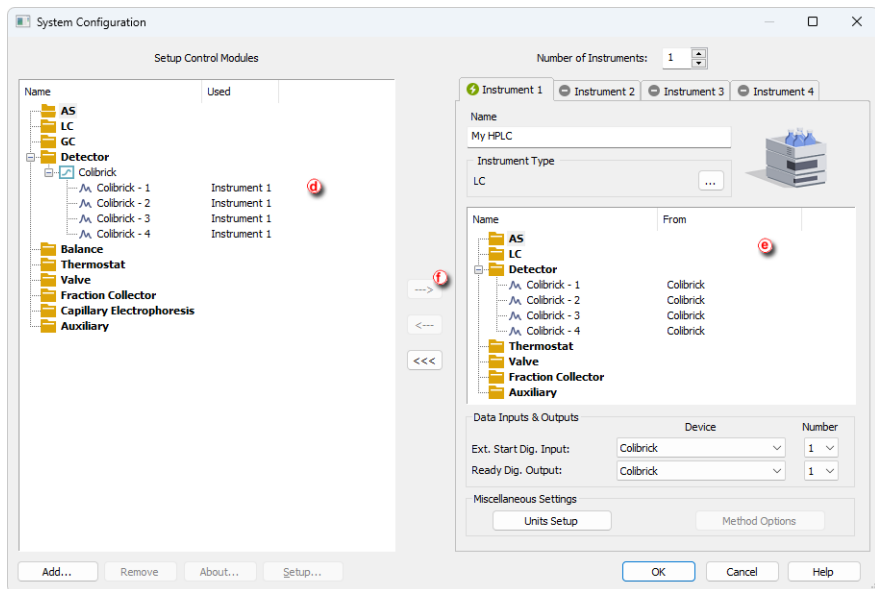 System Configuration
Setup Control Modules
Number of Instruments: 1
Name Used
AS
LC
GC
Detector
Colibrick
Colibrick - 1 Instrument 1
Colibrick - 2 Instrument 1
Colibrick - 3 Instrument 1
Colibrick - 4 Instrument 1
Balance
Thermostat
Valve
Fraction Collector
Capillary Electrophoresis
Auxiliary
d
f
--->
<---
<<<
Instrument 1 Instrument 2 Instrument 3 Instrument 4
Name
My HPLC
Instrument Type
LC ...
Name From
e
AS
LC
Detector
Colibrick - 1 Colibrick
Colibrick - 2 Colibrick
Colibrick - 3 Colibrick
Colibrick - 4 Colibrick
Thermostat
Valve
Fraction Collector
Auxiliary
Data Inputs & Outputs
Device Number
Ext. Start Dig. Input: Colibrick 1
Ready Dig. Output: Colibrick 1
Miscellaneous Settings
Units Setup Method Options
Add... Remove About... Setup... OK Cancel Help